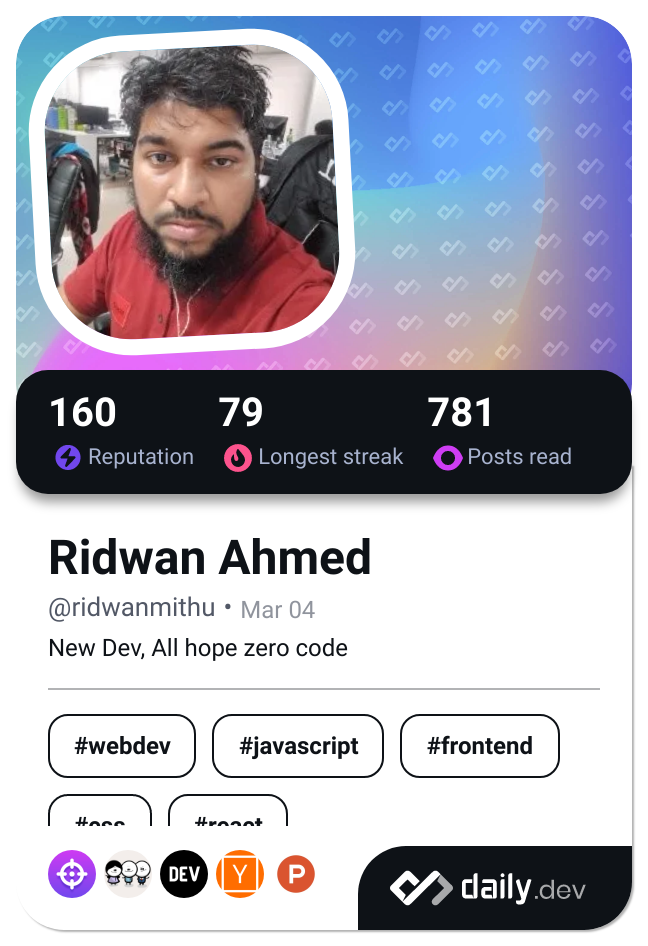 160 79 781
Reputation Longest streak Posts read
Ridwan Ahmed
@ridwanmithu • Mar 04
New Dev, All hope zero code
#webdev #javascript #frontend
#css #react
DEV Y P
daily.dev